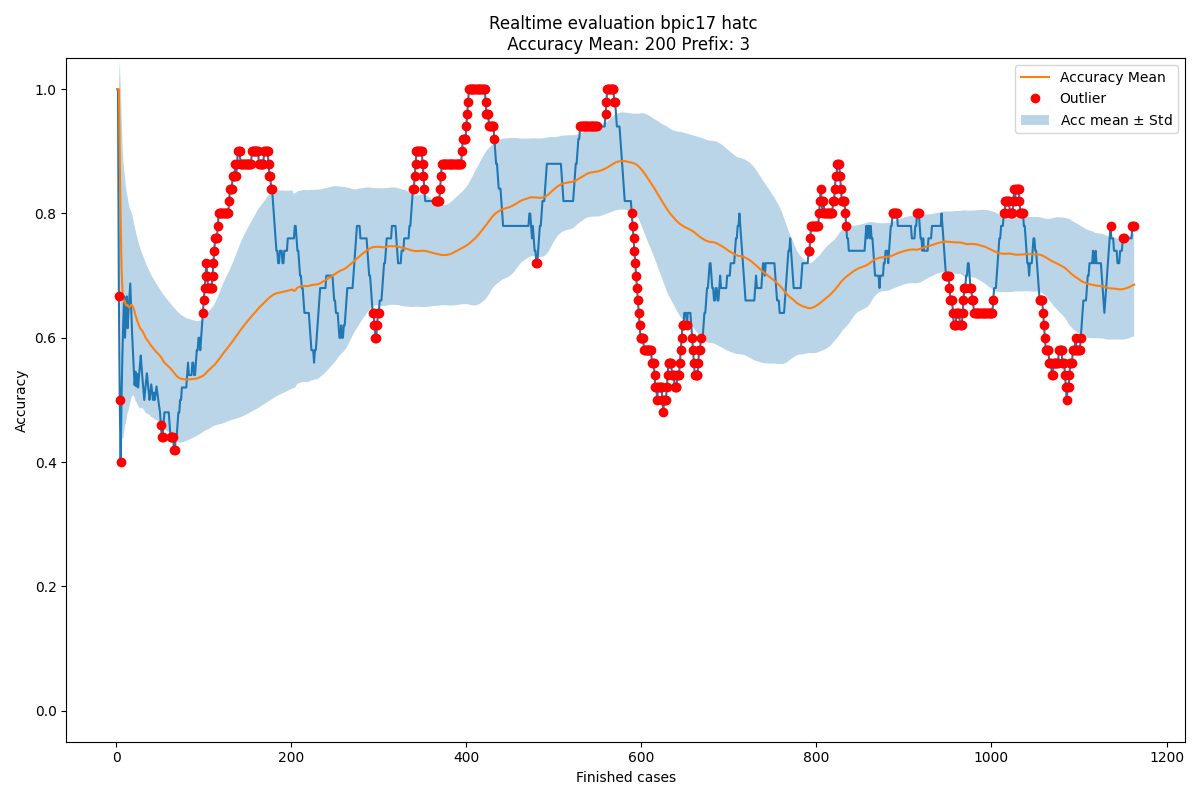 Realtime evaluation bpic17 hatc
Accuracy Mean: 200 Prefix: 3
Accuracy Mean
Outlier
Acc mean ± Std
1.0
0.8
0.6
0.4
0.2
0.0
Accuracy
0
200
400
600
800
1000
1200
Finished cases